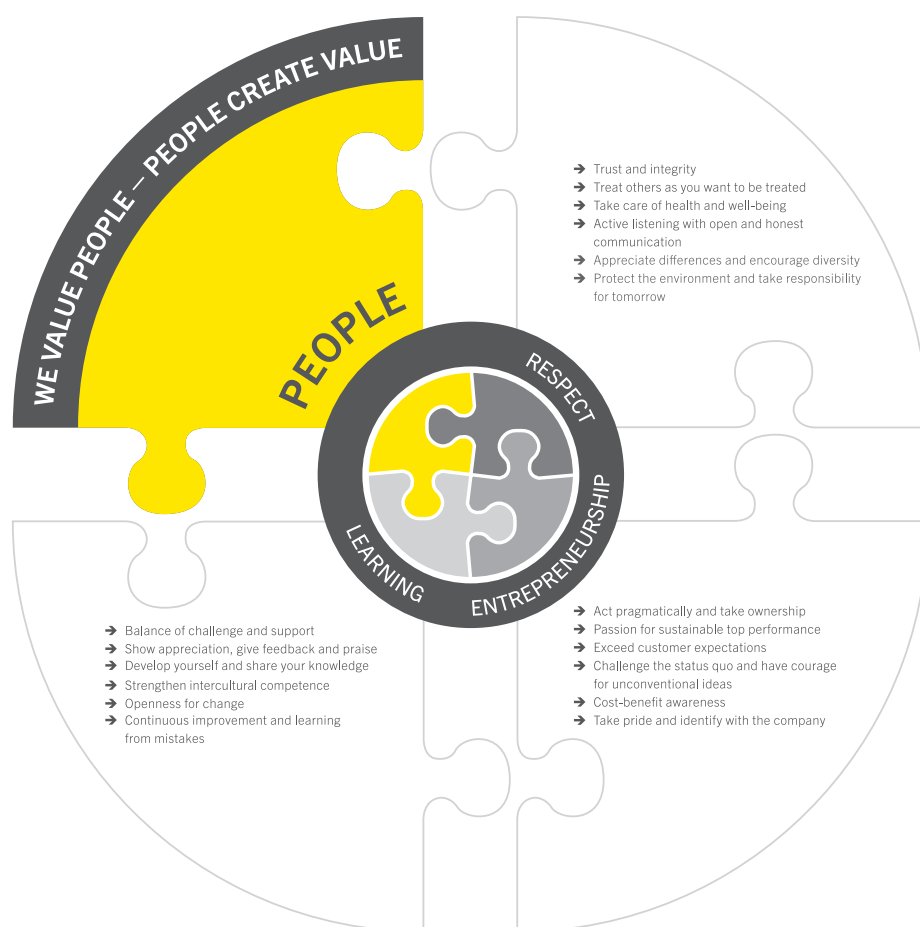 WE VALUE PEOPLE – PEOPLE CREATE VALUE
PEOPLE
RESPECT
ENTREPRENEURSHIP
LEARNING
➔ Trust and integrity
➔ Treat others as you want to be treated
➔ Take care of health and well-being
➔ Active listening with open and honest
communication
➔ Appreciate differences and encourage diversity
➔ Protect the environment and take responsibility
for tomorrow
➔ Balance of challenge and support
➔ Show appreciation, give feedback and praise
➔ Develop yourself and share your knowledge
➔ Strengthen intercultural competence
➔ Openness for change
➔ Continuous improvement and learning
from mistakes
➔ Act pragmatically and take ownership
➔ Passion for sustainable top performance
➔ Exceed customer expectations
➔ Challenge the status quo and have courage
for unconventional ideas
➔ Cost-benefit awareness
➔ Take pride and identify with the company